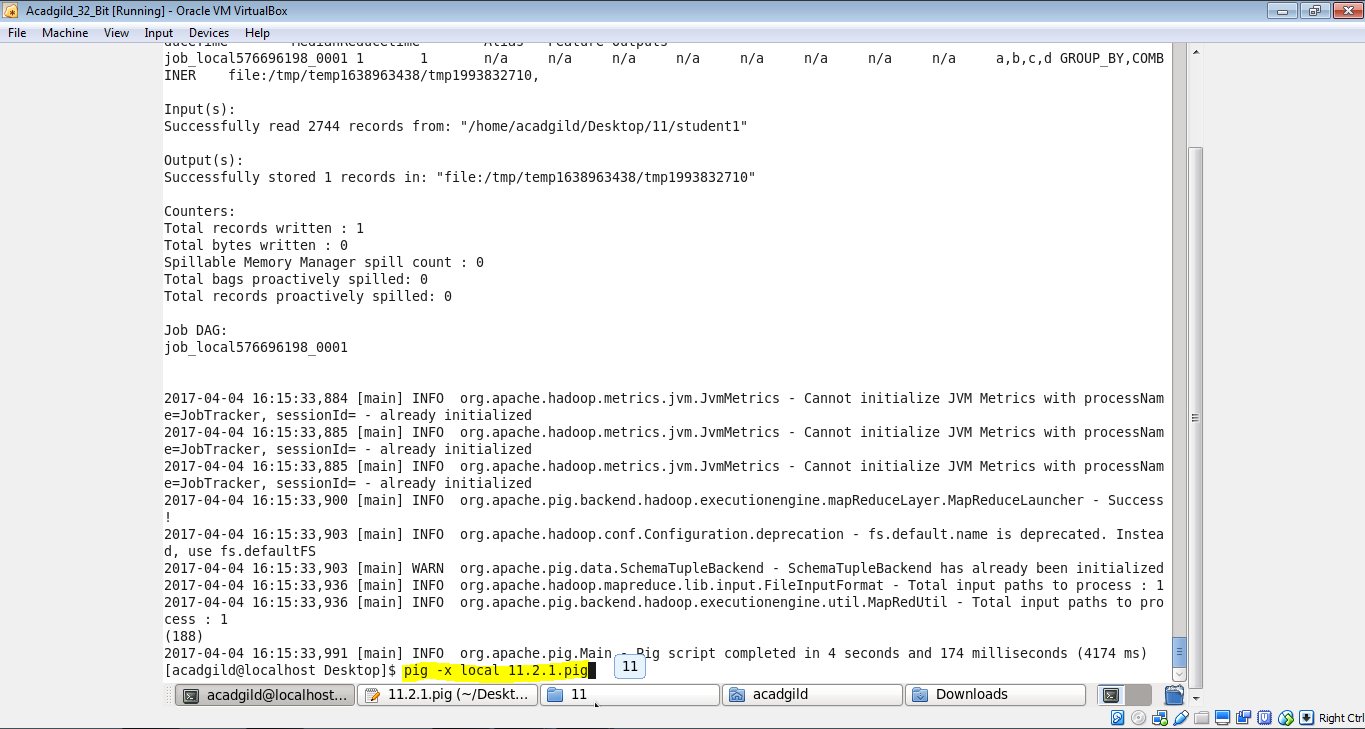 Acadgild_32_Bit [Running] - Oracle VM VirtualBox
File Machine View Input Devices Help
duceTime MedianReducetime Alias Feature Outputs
job_local576696198_0001 1 1 n/a n/a n/a n/a n/a n/a n/a n/a a,b,c,d GROUP_BY,COMB
INER file:/tmp/temp1638963438/tmp1993832710,
Input(s):
Successfully read 2744 records from: "/home/acadgild/Desktop/11/student1"
Output(s):
Successfully stored 1 records in: "file:/tmp/temp1638963438/tmp1993832710"
Counters:
Total records written : 1
Total bytes written : 0
Spillable Memory Manager spill count : 0
Total bags proactively spilled: 0
Total records proactively spilled: 0
Job DAG:
job_local576696198_0001
2017-04-04 16:15:33,884 [main] INFO org.apache.hadoop.metrics.jvm.JvmMetrics - Cannot initialize JVM Metrics with processNam
e=JobTracker, sessionId= - already initialized
2017-04-04 16:15:33,885 [main] INFO org.apache.hadoop.metrics.jvm.JvmMetrics - Cannot initialize JVM Metrics with processNam
e=JobTracker, sessionId= - already initialized
2017-04-04 16:15:33,885 [main] INFO org.apache.hadoop.metrics.jvm.JvmMetrics - Cannot initialize JVM Metrics with processNam
e=JobTracker, sessionId= - already initialized
2017-04-04 16:15:33,900 [main] INFO org.apache.pig.backend.hadoop.executionengine.mapReduceLayer.MapReduceLauncher - Success
!
2017-04-04 16:15:33,903 [main] INFO org.apache.hadoop.conf.Configuration.deprecation - fs.default.name is deprecated. Instea
d, use fs.defaultFS
2017-04-04 16:15:33,903 [main] WARN org.apache.pig.data.SchemaTupleBackend - SchemaTupleBackend has already been initialized
2017-04-04 16:15:33,936 [main] INFO org.apache.hadoop.mapreduce.lib.input.FileInputFormat - Total input paths to process : 1
2017-04-04 16:15:33,936 [main] INFO org.apache.pig.backend.hadoop.executionengine.util.MapRedUtil - Total input paths to pro
cess : 1
(188)
2017-04-04 16:15:33,991 [main] INFO org.apache.pig.Main - Pig script completed in 4 seconds and 174 milliseconds (4174 ms)
[acadgild@localhost Desktop]$ pig -x local 11.2.1.pig
11
acadgild@localhost... 11.2.1.pig (~/Deskt... 11 acadgild Downloads
Right Ctrl